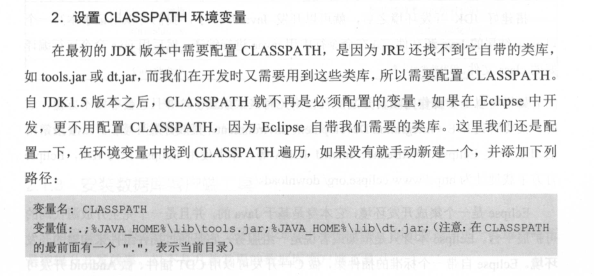 2．设置 CLASSPATH 环境变量
在最初的 JDK 版本中需要配置 CLASSPATH，是因为 JRE 还找不到它自带的类库，
如 tools.jar 或 dt.jar，而我们在开发时又需要用到这些类库，所以需要配置 CLASSPATH。
自 JDK1.5 版本之后，CLASSPATH 就不再是必须配置的变量，如果在 Eclipse 中开
发，更不用配置 CLASSPATH，因为 Eclipse 自带我们需要的类库。这里我们还是配
置一下，在环境变量中找到 CLASSPATH 遍历，如果没有就手动新建一个，并添加下列
路径：
变量名：CLASSPATH
变量值：.;%JAVA_HOME%\lib\tools.jar;%JAVA_HOME%\lib\dt.jar;（注意：在 CLASSPATH
的最前面有一个 "."，表示当前目录）